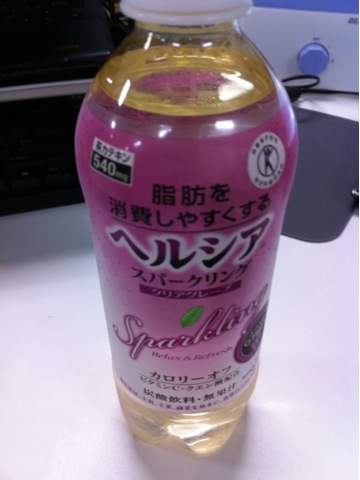 茶カテキン
540mg
脂肪を
消費しやすくする
ヘルシア
スパークリング
クリアグレープ
Sparkling
Relax & Refresh
カロリーオフ
ビタミンC・クエン酸配合
炭酸飲料・無果汁